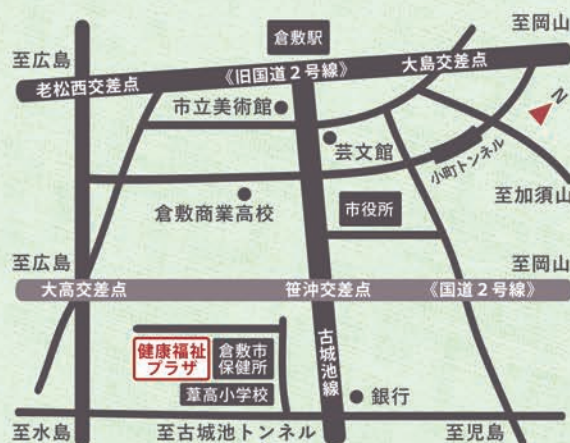 倉敷駅
至岡山
至広島
《旧国道2号線》
大島交差点
老松西交差点
市立美術館
N
芸文館
小町トンネル
至加須山
倉敷商業高校
市役所
至広島
至岡山
大高交差点
笹沖交差点
《国道2号線》
健康福祉
プラザ
倉敷市
保健所
古城池線
葦高小学校
銀行
至水島
至古城池トンネル
至児島